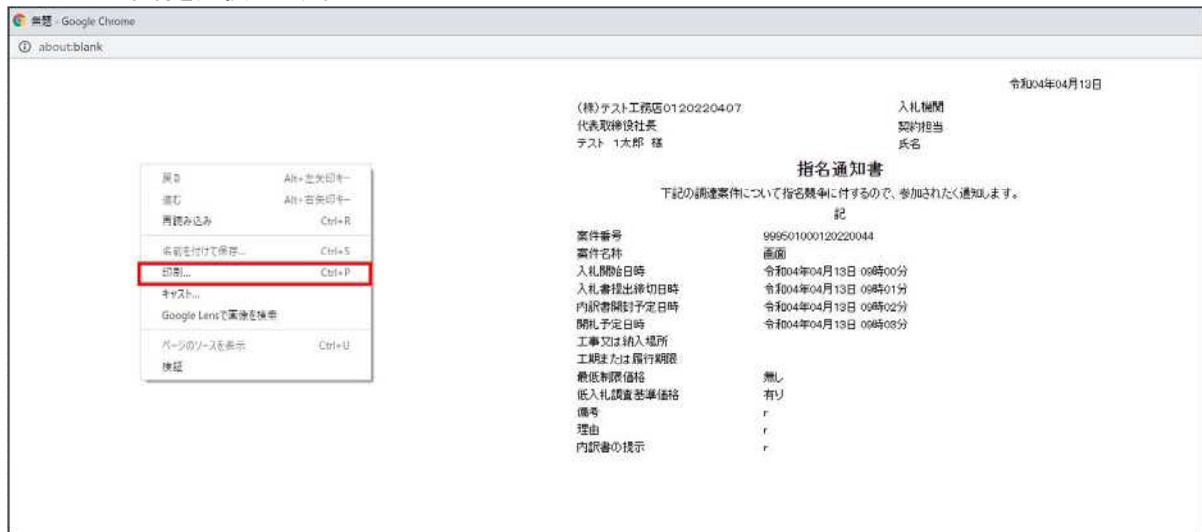 無題 - Google Chrome
about:blank
令和04年04月13日
(株)テスト工務店0120220407
代表取締役社長
テスト 1太郎 様
入札機関
契約担当
氏名
指名通知書
下記の調達案件について指名競争に付するので、参加されたく通知します。
記
案件番号 999501000120220044
案件名称 画面
入札開始日時 令和04年04月13日 09時00分
入札書提出締切日時 令和04年04月13日 09時01分
内訳書開封予定日時 令和04年04月13日 09時02分
開札予定日時 令和04年04月13日 09時03分
工事又は納入場所
工期または履行期限
最低制限価格 無し
低入札調査基準価格 有り
備考 r
理由 r
内訳書の提示 r
戻る Alt+左矢印キー
進む Alt+右矢印キー
再読み込み Ctrl+R
名前を付けて保存... Ctrl+S
印刷... Ctrl+P
キャスト...
Google Lensで画像を検索
ページのソースを表示 Ctrl+U
検証